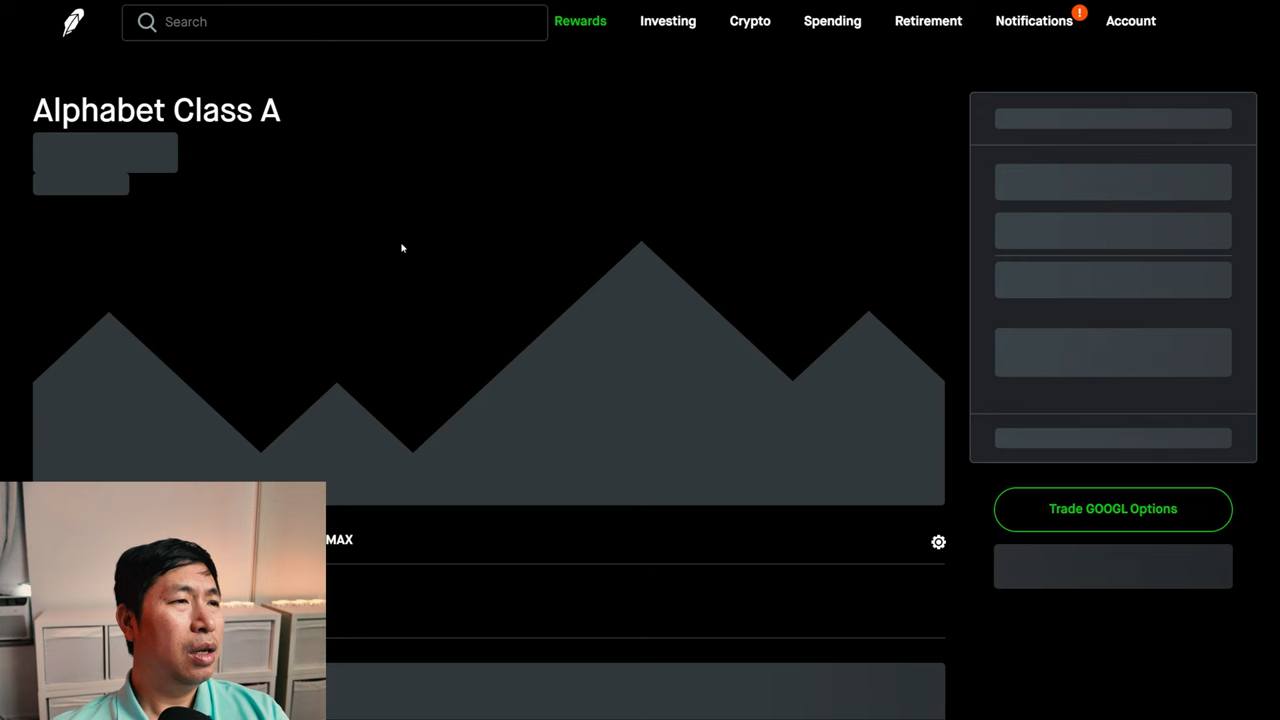 Search
Rewards
Investing
Crypto
Spending
Retirement
Notifications
!
Account
Alphabet Class A
MAX
Trade GOOGL Options